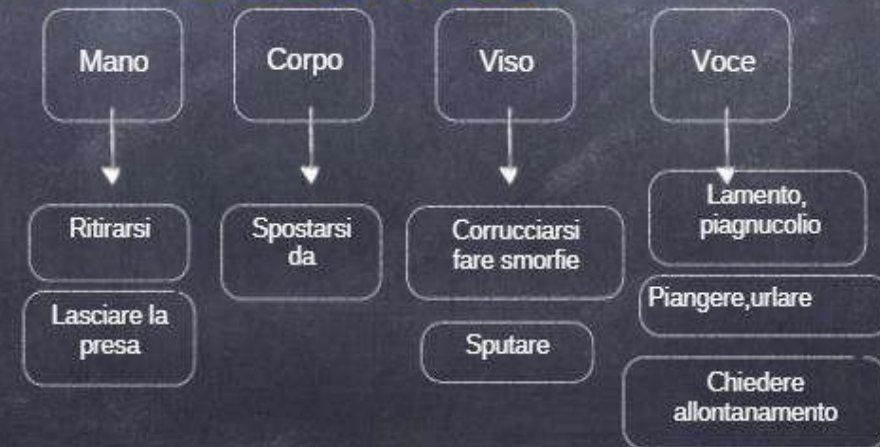 Mano
Corpo
Viso
Voce
Ritirarsi
Lasciare la
presa
Spostarsi
da
Corrucciarsi
fare smorfie
Sputare
Lamento,
piagnucolio
Piangere,urlare
Chiedere
allontanamento